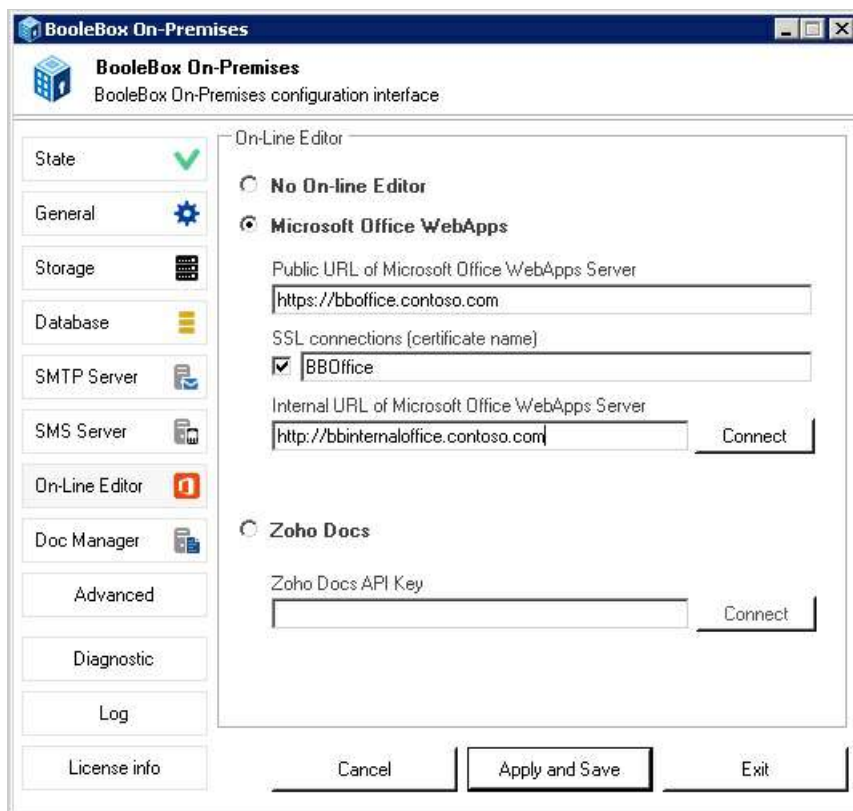 BooleBox On-Premises
BooleBox On-Premises
BooleBox On-Premises configuration interface
State
General
Storage
Database
SMTP Server
SMS Server
On-Line Editor
Doc Manager
Advanced
Diagnostic
Log
License info
On-Line Editor
No On-line Editor
Microsoft Office WebApps
Public URL of Microsoft Office WebApps Server
https://bboffice.contoso.com
SSL connections (certificate name)
BBOffice
Internal URL of Microsoft Office WebApps Server
http://bbinternaloffice.contoso.com
Connect
Zoho Docs
Zoho Docs API Key
Connect
Cancel
Apply and Save
Exit